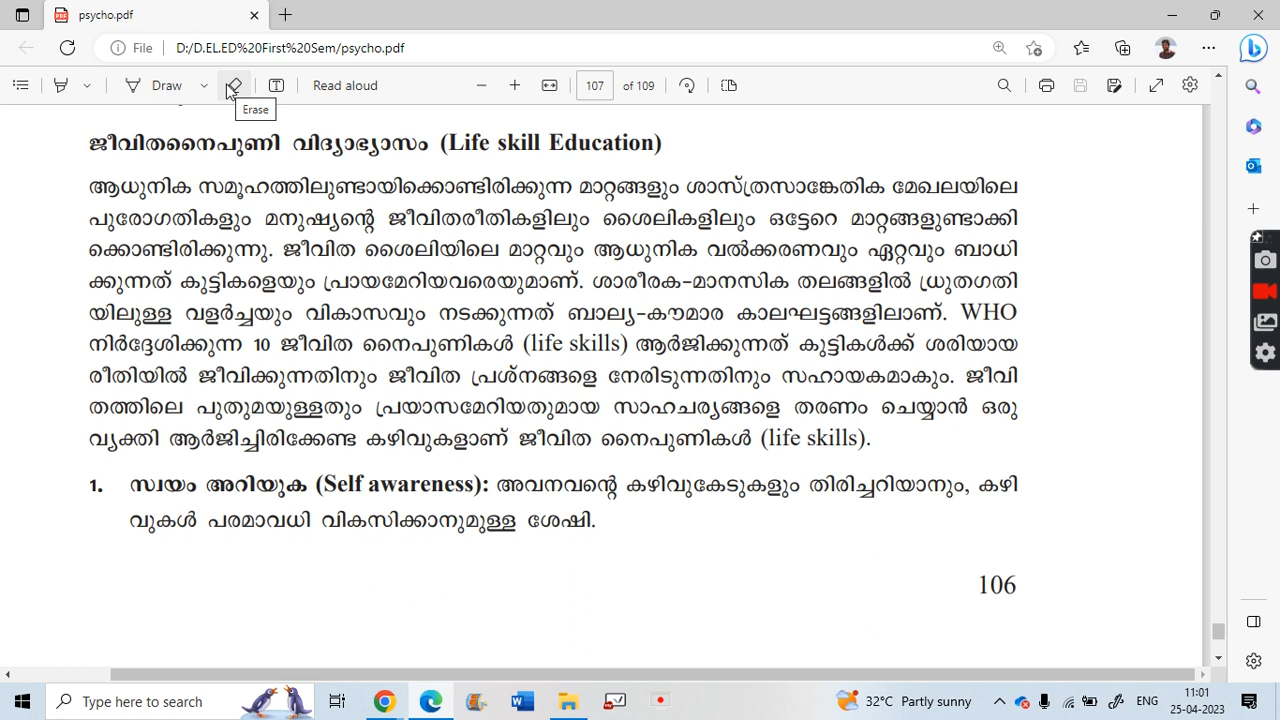 psycho.pdf
File D:/D.EL.ED%20First%20Sem/psycho.pdf
Draw Read aloud 107 of 109
Erase
ജീവിതനൈപുണി വിദ്യാഭ്യാസം (Life skill Education)
ആധുനിക സമൂഹത്തിലുണ്ടായിക്കൊണ്ടിരിക്കുന്ന മാറ്റങ്ങളും ശാസ്ത്രസാങ്കേതിക മേഖലയിലെ
പുരോഗതികളും മനുഷ്യന്റെ ജീവിതരീതികളിലും ശൈലികളിലും ഒട്ടേറെ മാറ്റങ്ങളുണ്ടാക്കി
ക്കൊണ്ടിരിക്കുന്നു. ജീവിത ശൈലിയിലെ മാറ്റവും ആധുനിക വൽക്കരണവും ഏറ്റവും ബാധി
ക്കുന്നത് കുട്ടികളെയും പ്രായമേറിയവരെയുമാണ്. ശാരീരക-മാനസിക തലങ്ങളിൽ ധ്രുതഗതി
യിലുള്ള വളർച്ചയും വികാസവും നടക്കുന്നത് ബാല്യ-കൗമാര കാലഘട്ടങ്ങളിലാണ്. WHO
നിർദ്ദേശിക്കുന്ന 10 ജീവിത നൈപുണികൾ (life skills) ആർജിക്കുന്നത് കുട്ടികൾക്ക് ശരിയായ
രീതിയിൽ ജീവിക്കുന്നതിനും ജീവിത പ്രശ്നങ്ങളെ നേരിടുന്നതിനും സഹായകമാകും. ജീവി
തത്തിലെ പുതുമയുള്ളതും പ്രയാസമേറിയതുമായ സാഹചര്യങ്ങളെ തരണം ചെയ്യാൻ ഒരു
വ്യക്തി ആർജിച്ചിരിക്കേണ്ട കഴിവുകളാണ് ജീവിത നൈപുണികൾ (life skills).
1. സ്വയം അറിയുക (Self awareness): അവനവന്റെ കഴിവുകേടുകളും തിരിച്ചറിയാനും, കഴി
വുകൾ പരമാവധി വികസിക്കാനുമുള്ള ശേഷി.
106
Type here to search 32°C Partly sunny ENG 11:01
25-04-2023